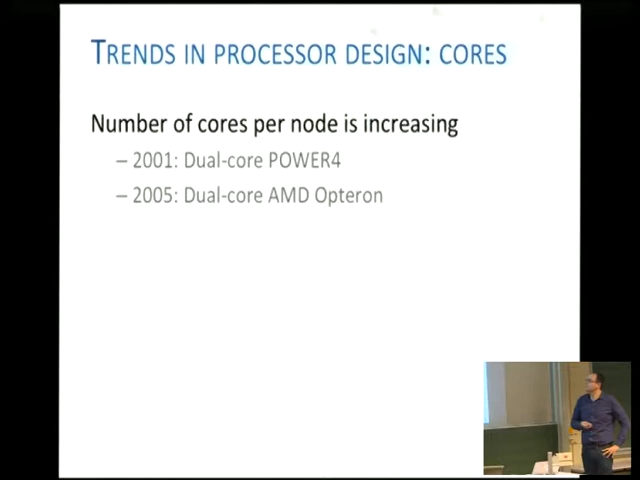 TRENDS IN PROCESSOR DESIGN: CORES
Number of cores per node is increasing
– 2001: Dual-core POWER4
– 2005: Dual-core AMD Opteron